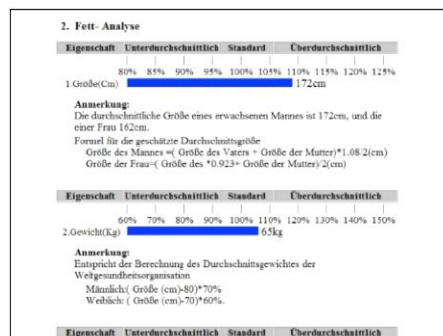 2. Fett- Analyse
Eigenschaft Unterdurchschnittlich Standard Überdurchschnittlich
80% 85% 90% 95% 100% 105% 110% 115% 120% 125%
1.Größe(Cm) 172cm
Anmerkung:
Die durchschnittliche Größe eines erwachsenen Mannes ist 172cm, und die
einer Frau 162cm.
Formel für die geschätzte Durchschnittsgröße
Größe des Mannes =( Größe des Vaters + Größe der Mutter)*1.08/2(cm)
Größe der Frau=( Größe des *0.923+ Größe der Mutter)/2(cm)
Eigenschaft Unterdurchschnittlich Standard Überdurchschnittlich
60% 70% 80% 90% 100% 110% 120% 130% 140% 150%
2.Gewicht(Kg) 65kg
Anmerkung:
Entspricht der Berechnung des Durchschnittsgewichtes der
Weltgesundheitsorganisation
Männlich:( Größe (cm)-80)*70%
Weiblich: ( Größe (cm)-70)*60%.
Eigenschaft Unterdurchschnittlich Standard Überdurchschnittlich